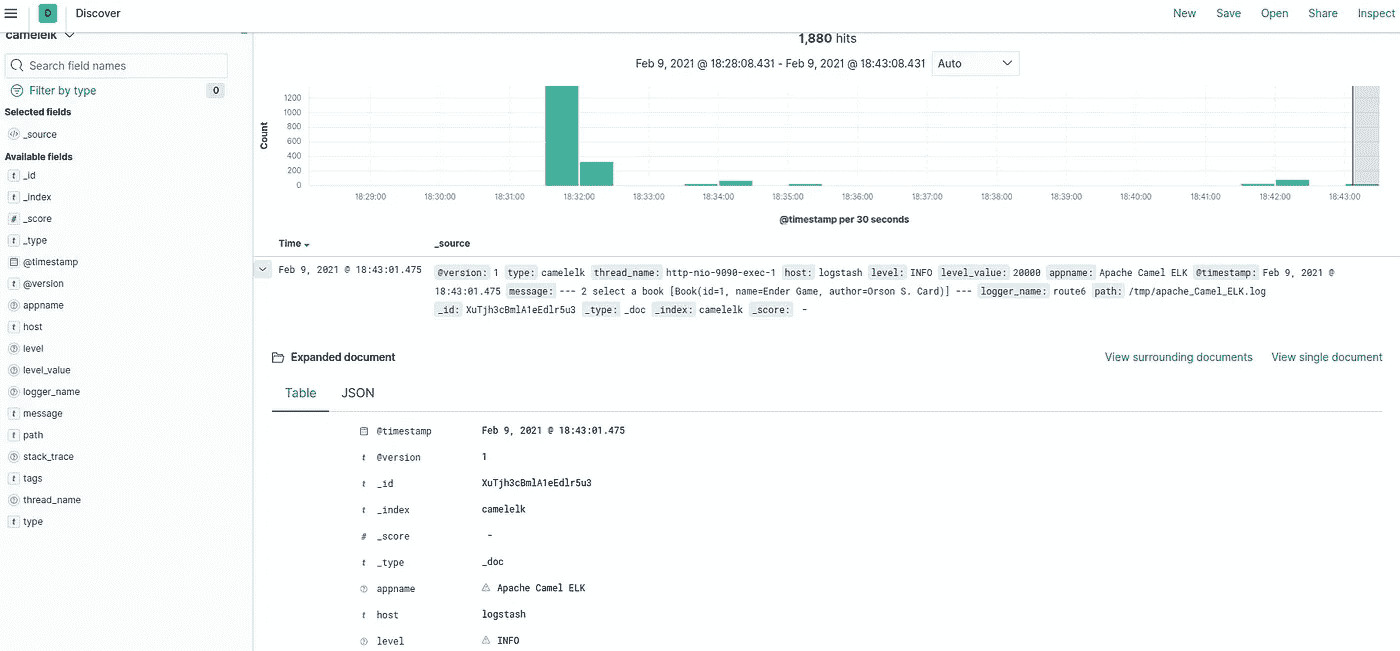 D Discover New Save Open Share Inspect
camelelk
Search field names
Filter by type 0
Selected fields
_source
Available fields
t _id
t _index
# _score
t _type
@timestamp
t @version
? appname
t host
? level
? level_value
? logger_name
t message
t path
? stack_trace
t tags
? thread_name
t type
1,880 hits
Feb 9, 2021 @ 18:28:08.431 - Feb 9, 2021 @ 18:43:08.431 Auto
Count
1200
1000
800
600
400
200
0
18:29:00 18:30:00 18:31:00 18:32:00 18:33:00 18:34:00 18:35:00 18:36:00 18:37:00 18:38:00 18:39:00 18:40:00 18:41:00 18:42:00 18:43:00
@timestamp per 30 seconds
Time _source
Feb 9, 2021 @ 18:43:01.475 @version: 1 type: camelelk thread_name: http-nio-9090-exec-1 host: logstash level: INFO level_value: 20000 appname: Apache Camel ELK @timestamp: Feb 9, 2021 @
18:43:01.475 message: --- 2 select a book [Book(id=1, name=Ender Game, author=Orson S. Card)] --- logger_name: route6 path: /tmp/apache_Camel_ELK.log
_id: XuTjh3cBmlA1eEdlr5u3 _type: _doc _index: camelelk _score: -
Expanded document View surrounding documents View single document
Table JSON
@timestamp Feb 9, 2021 @ 18:43:01.475
t @version 1
t _id XuTjh3cBmlA1eEdlr5u3
t _index camelelk
# _score -
t _type _doc
? appname Apache Camel ELK
t host logstash
? level INFO